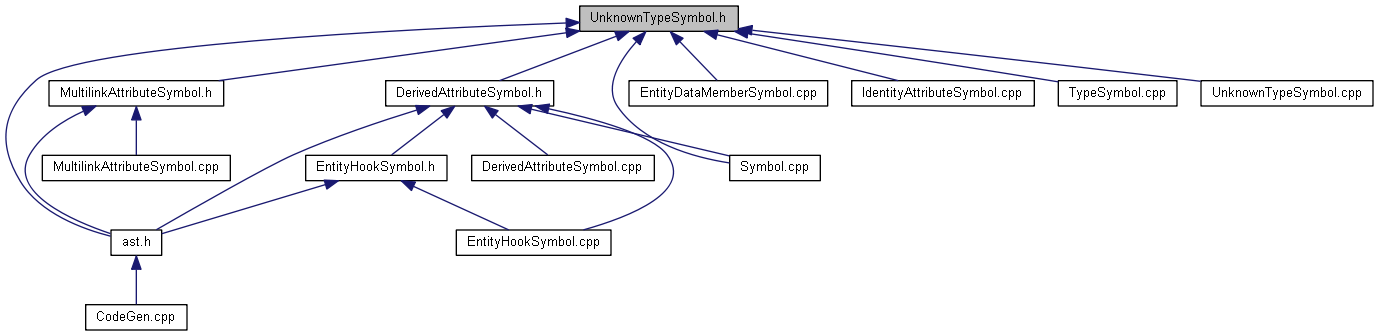 UnknownTypeSymbol.h
MultilinkAttributeSymbol.h
DerivedAttributeSymbol.h
EntityDataMemberSymbol.cpp
IdentityAttributeSymbol.cpp
TypeSymbol.cpp
UnknownTypeSymbol.cpp
MultilinkAttributeSymbol.cpp
EntityHookSymbol.h
DerivedAttributeSymbol.cpp
Symbol.cpp
ast.h
EntityHookSymbol.cpp
CodeGen.cpp